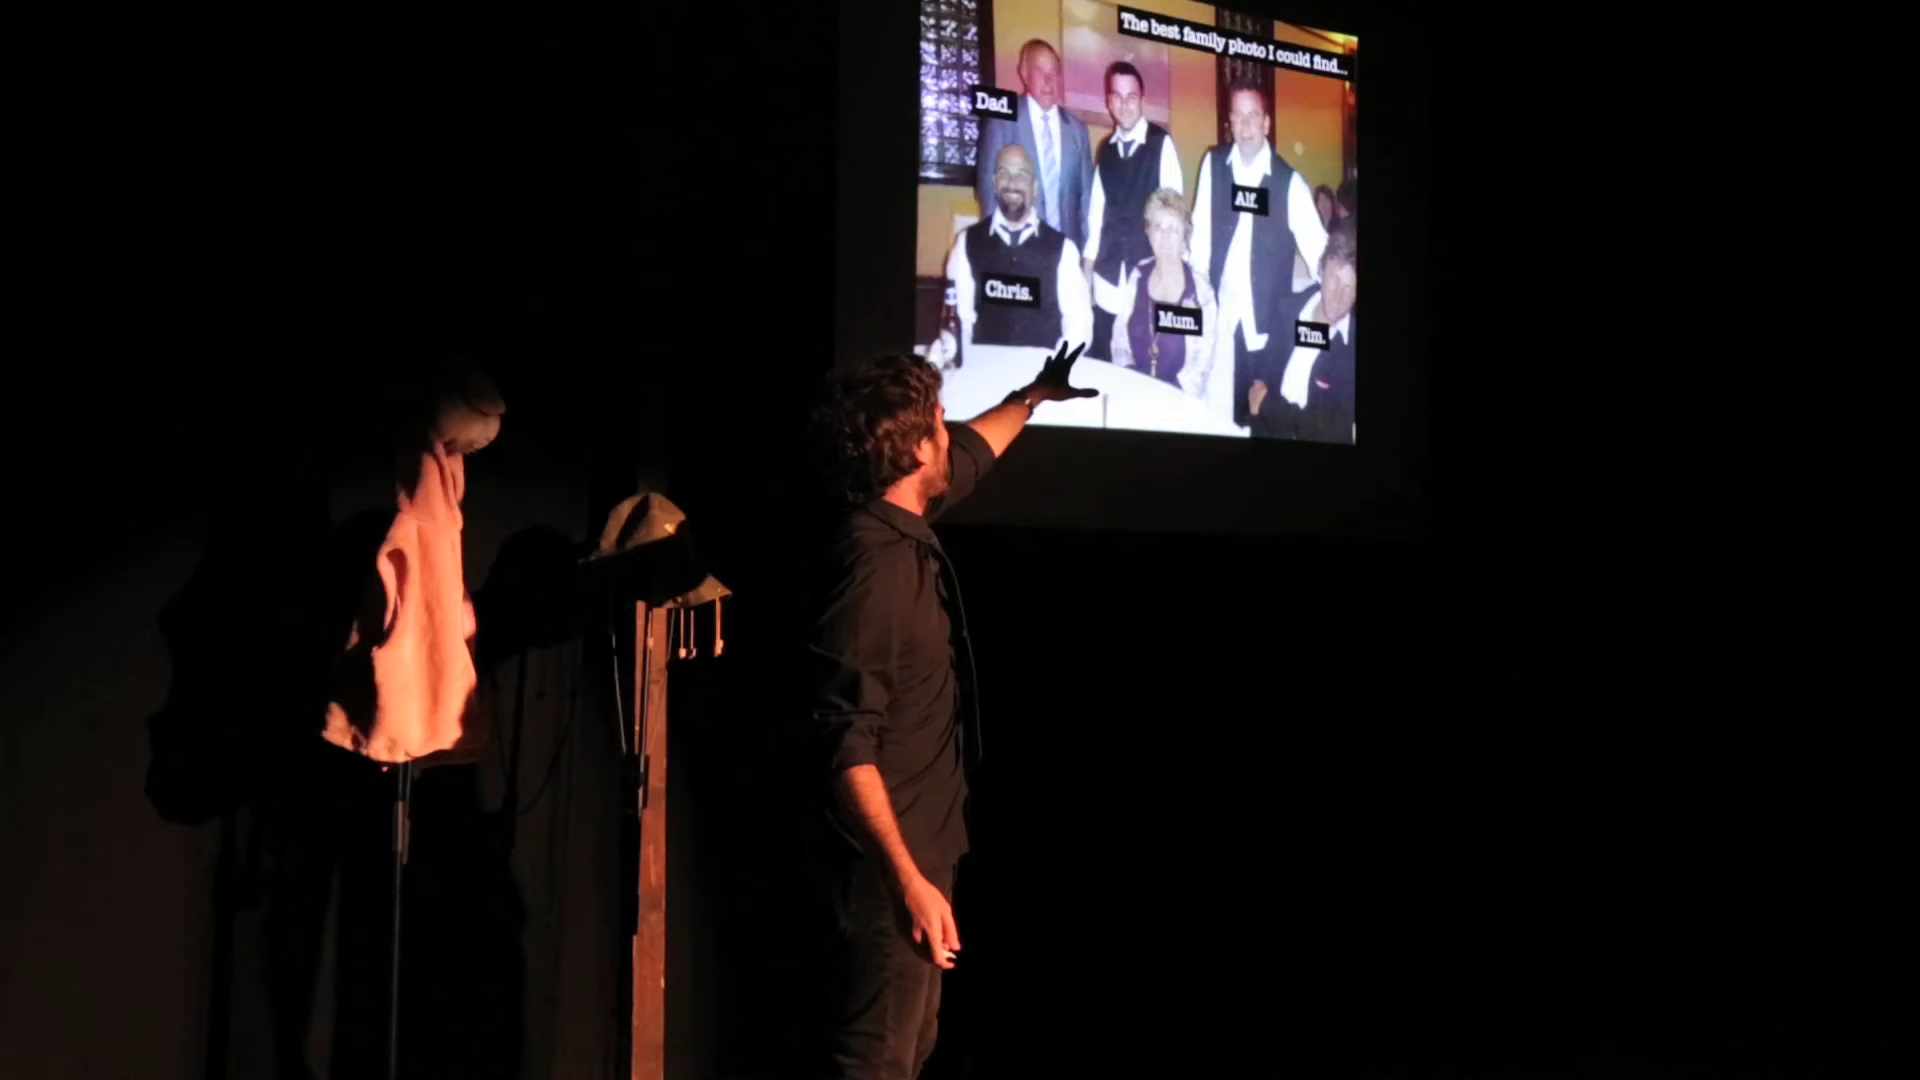 The best family photo I could find...
Dad.
Alf.
Chris.
Mum.
Tim.